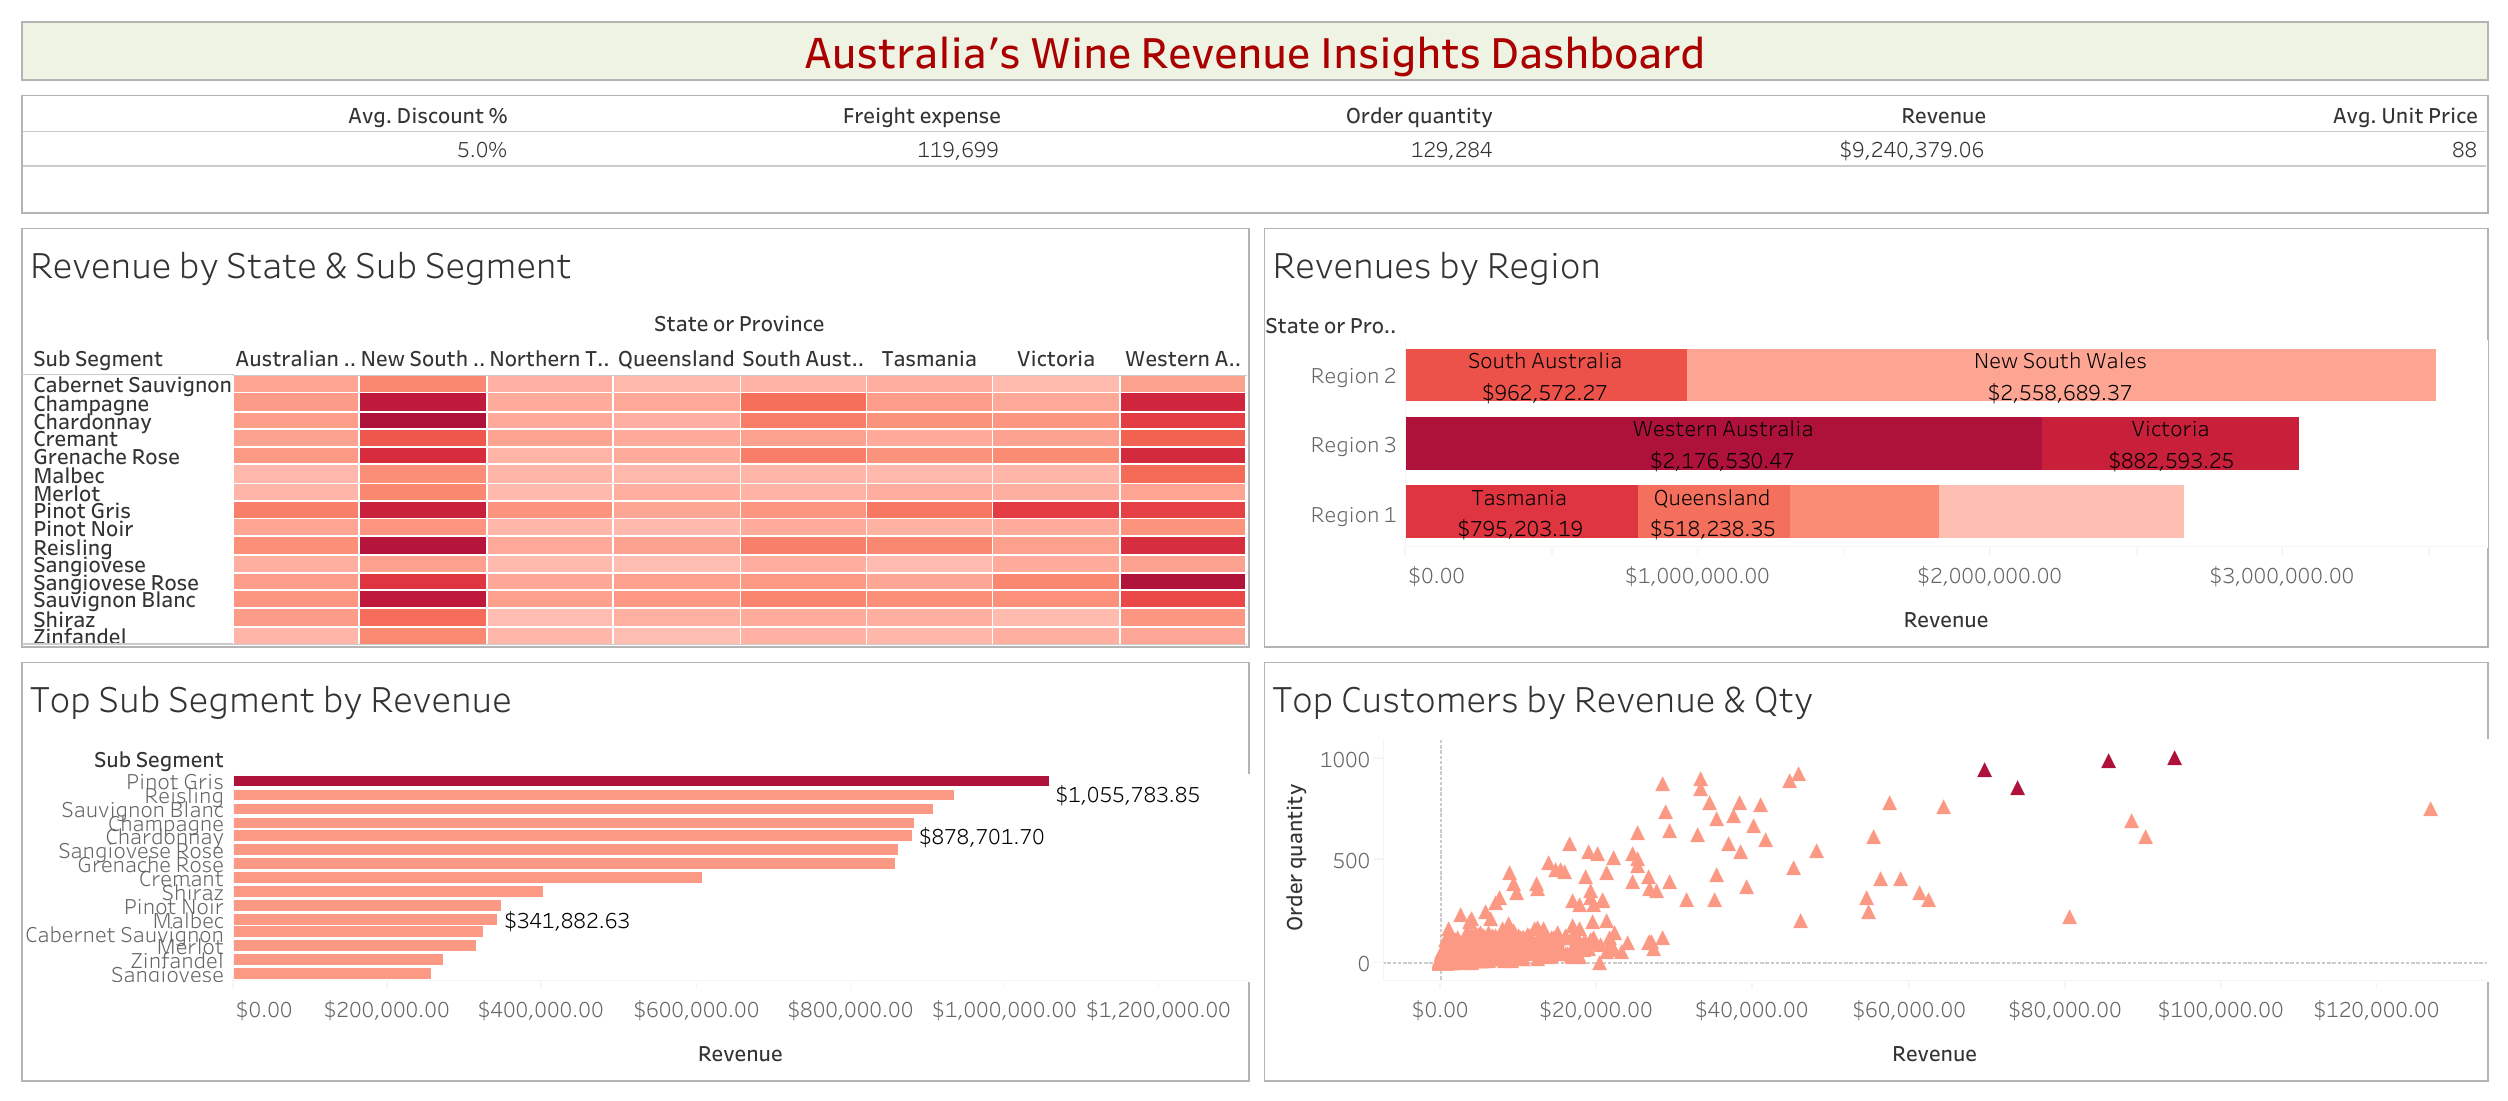 Australia’s Wine Revenue Insights Dashboard
Avg. Discount % Freight expense Order quantity Revenue Avg. Unit Price
5.0% 119,699 129,284 $9,240,379.06 88
Revenue by State & Sub Segment
State or Province
Sub Segment Australian .. New South .. Northern T.. Queensland South Aust.. Tasmania Victoria Western A..
Cabernet Sauvignon
Champagne
Chardonnay
Cremant
Grenache Rose
Malbec
Merlot
Pinot Gris
Pinot Noir
Reisling
Sangiovese
Sangiovese Rose
Sauvignon Blanc
Shiraz
Zinfandel
Revenues by Region
State or Pro..
Region 2
South Australia New South Wales
$962,572.27 $2,558,689.37
Region 3
Western Australia Victoria
$2,176,530.47 $882,593.25
Region 1
Tasmania Queensland
$795,203.19 $518,238.35
$0.00 $1,000,000.00 $2,000,000.00 $3,000,000.00
Revenue
Top Sub Segment by Revenue
Sub Segment
Pinot Gris
Reisling $1,055,783.85
Sauvignon Blanc
Champagne
Chardonnay $878,701.70
Sangiovese Rose
Grenache Rose
Cremant
Shiraz
Pinot Noir
Malbec $341,882.63
Cabernet Sauvignon
Merlot
Zinfandel
Sangiovese
$0.00 $200,000.00 $400,000.00 $600,000.00 $800,000.00 $1,000,000.00 $1,200,000.00
Revenue
Top Customers by Revenue & Qty
Order quantity
1000
500
0
$0.00 $20,000.00 $40,000.00 $60,000.00 $80,000.00 $100,000.00 $120,000.00
Revenue